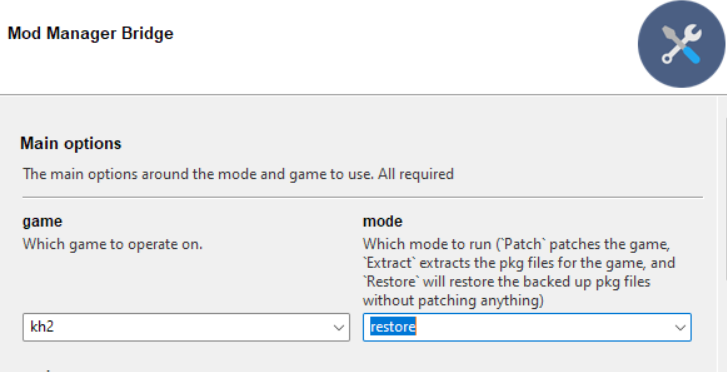 Mod Manager Bridge
Main options
The main options around the mode and game to use. All required
game
Which game to operate on.
kh2
mode
Which mode to run (`Patch` patches the game,
`Extract` extracts the pkg files for the game, and
`Restore` will restore the backed up pkg files
without patching anything)
restore